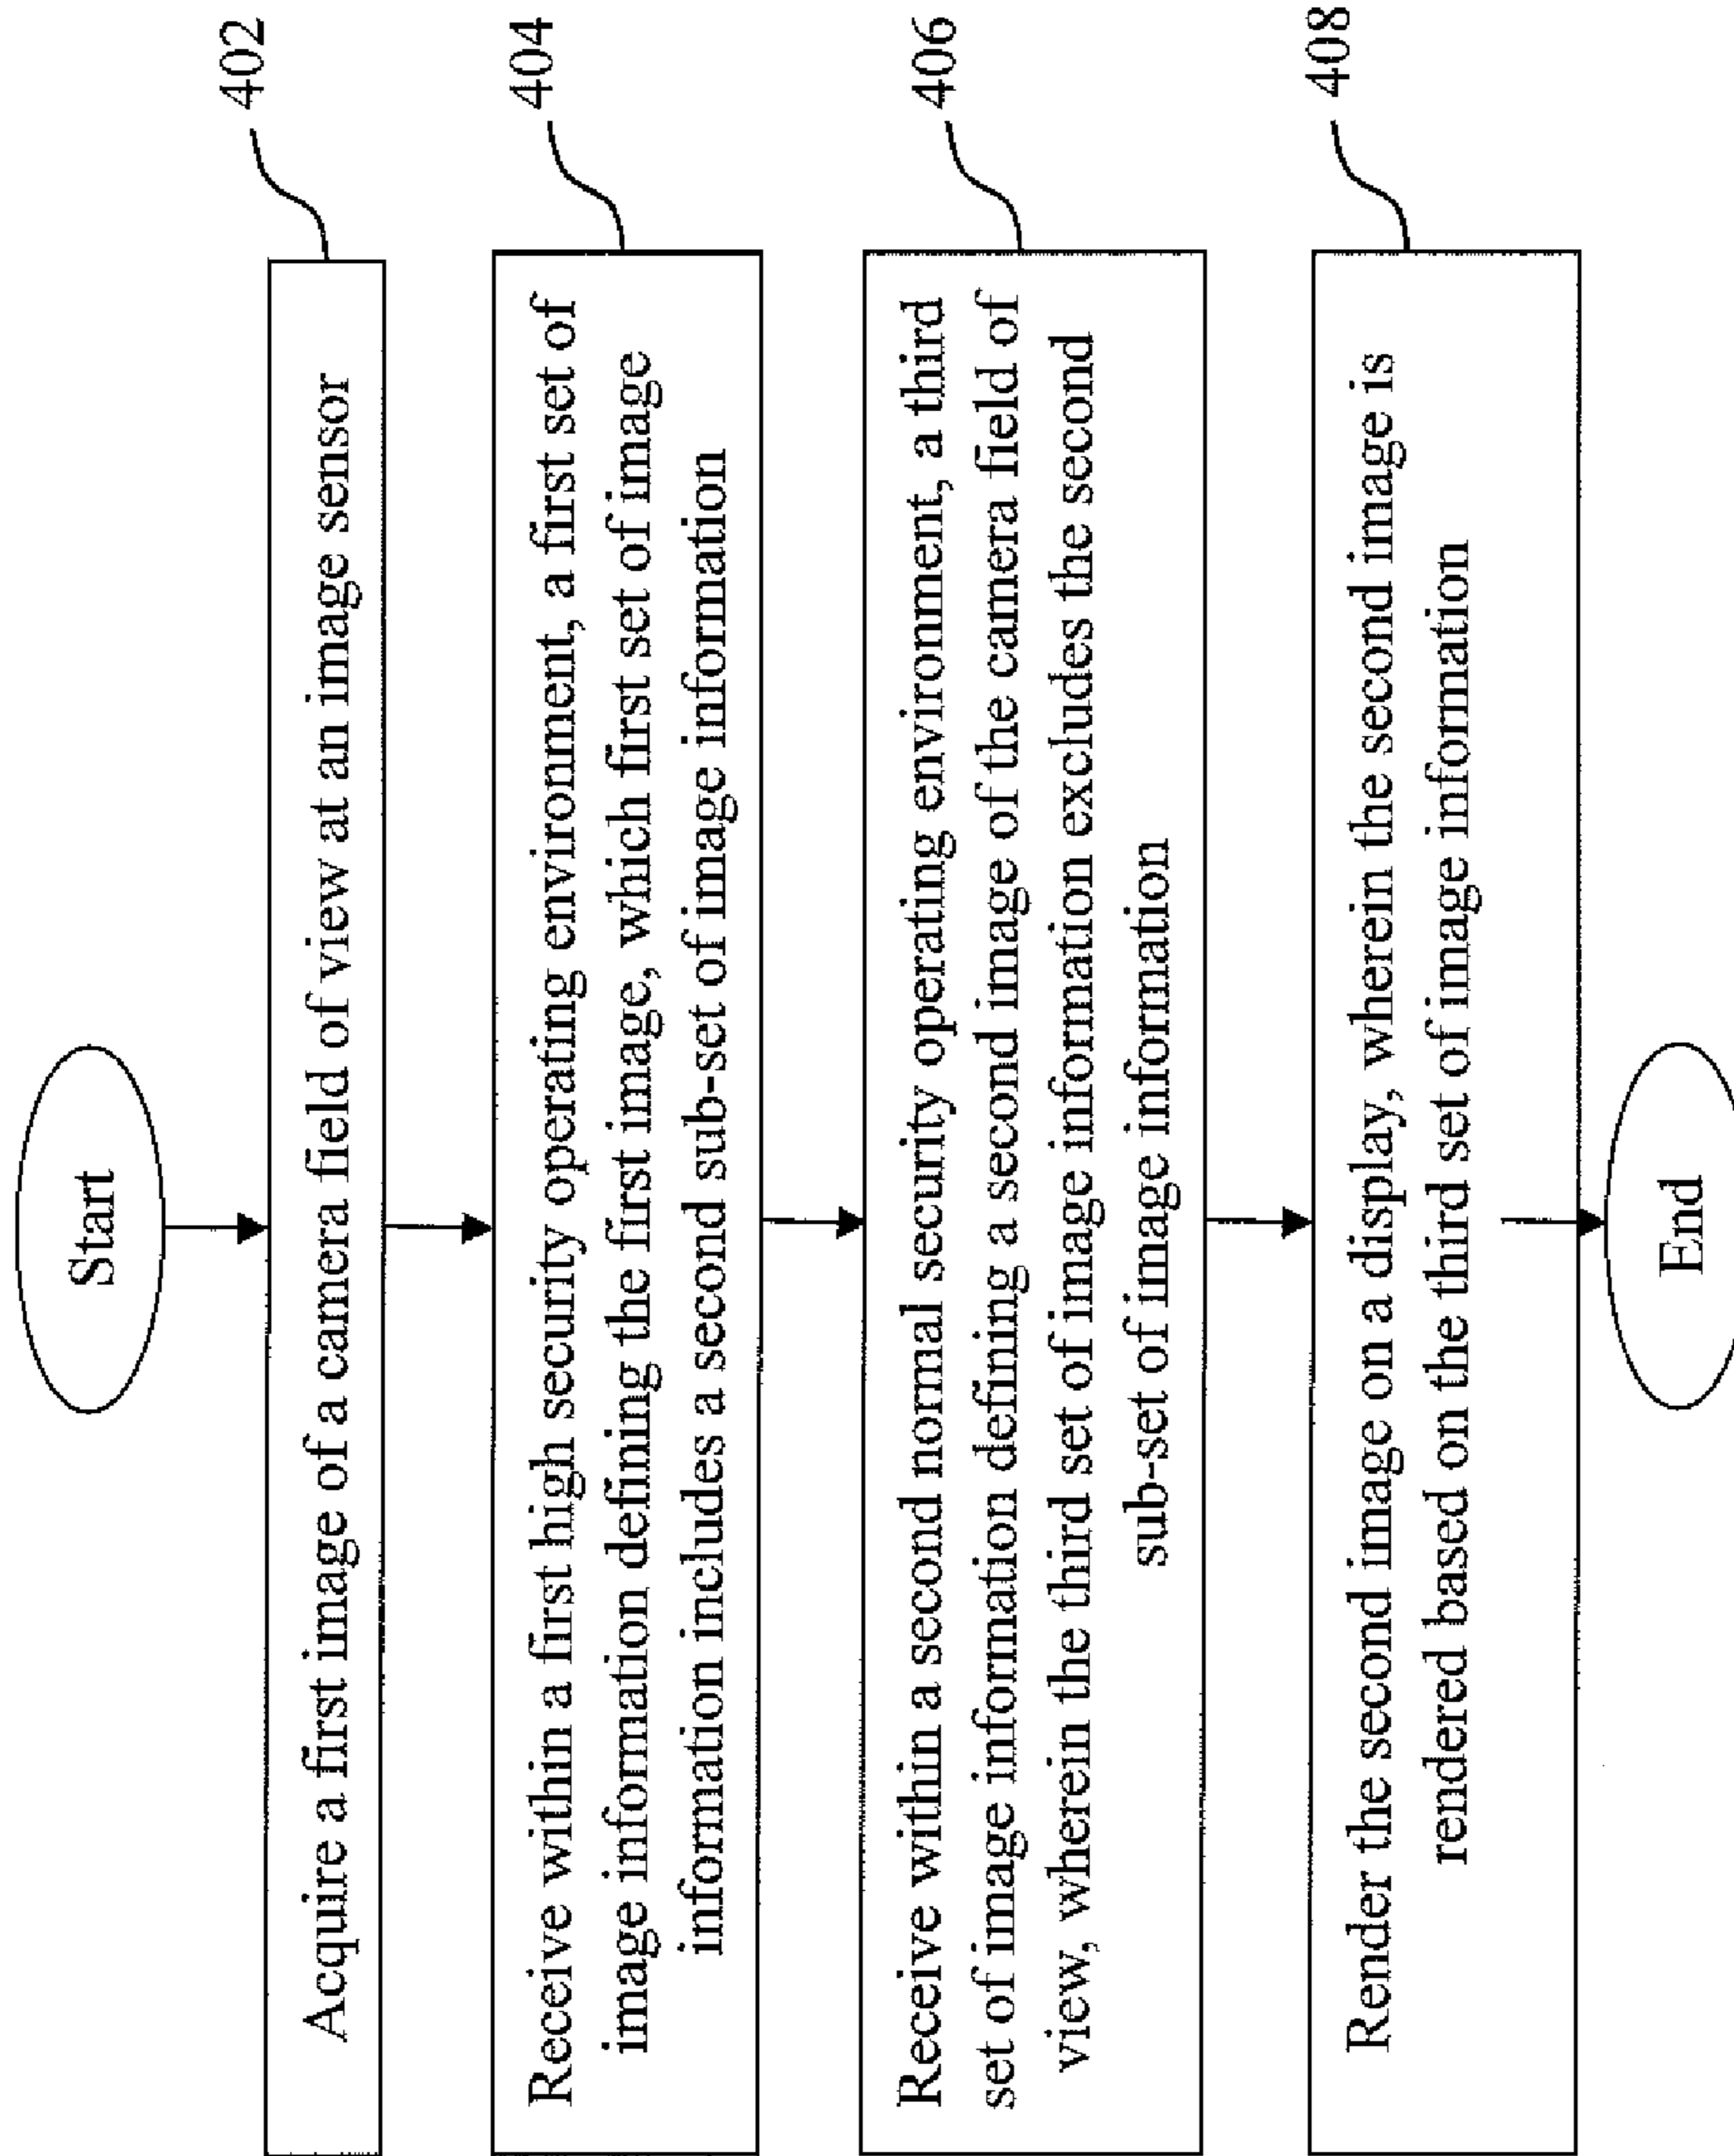 Start
402
Acquire a first image of a camera field of view at an image sensor
404
Receive within a first high security operating environment, a first set of
image information defining the first image, which first set of image
information includes a second sub-set of image information
406
Receive within a second normal security operating environment, a third
set of image information defining a second image of the camera field of
view, wherein the third set of image information excludes the second
sub-set of image information
408
Render the second image on a display, wherein the second image is
rendered based on the third set of image information
End